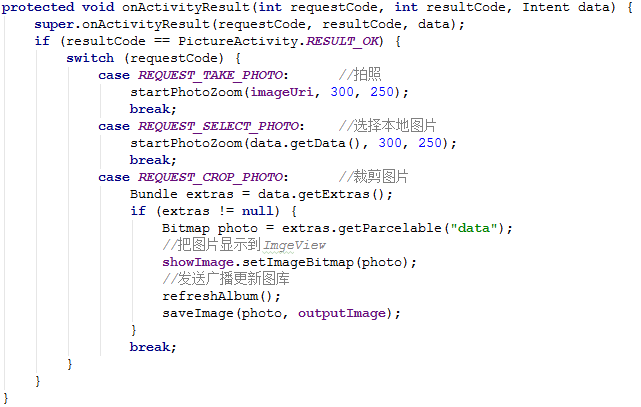 protected void onActivityResult(int requestCode, int resultCode, Intent data) {
    super.onActivityResult(requestCode, resultCode, data);
    if (resultCode == PictureActivity.RESULT_OK) {
        switch (requestCode) {
            case REQUEST_TAKE_PHOTO:      //拍照
                startPhotoZoom(imageUri, 300, 250);
                break;
            case REQUEST_SELECT_PHOTO:    //选择本地图片
                startPhotoZoom(data.getData(), 300, 250);
                break;
            case REQUEST_CROP_PHOTO:      //裁剪图片
                Bundle extras = data.getExtras();
                if (extras != null) {
                    Bitmap photo = extras.getParcelable("data");
                    //把图片显示到ImgeView
                    showImage.setImageBitmap(photo);
                    //发送广播更新图库
                    refreshAlbum();
                    saveImage(photo, outputImage);
                }
                break;
        }
    }
}